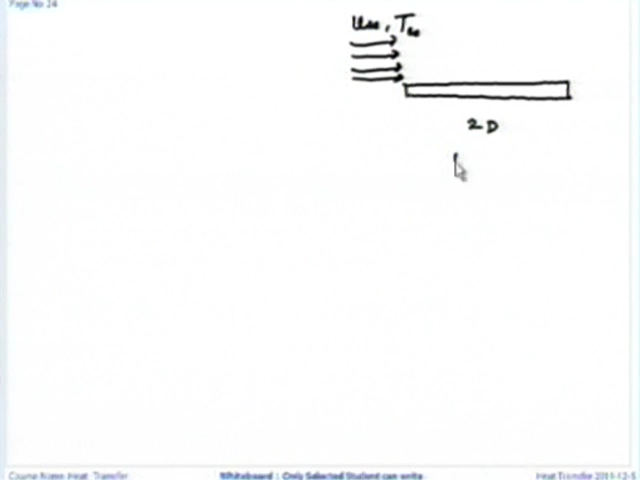 Page No 24
U∞, T∞
2D
Course Name: Heat Transfer
Whiteboard : Only Selected Student can write
Heat Transfer 2011-12-5